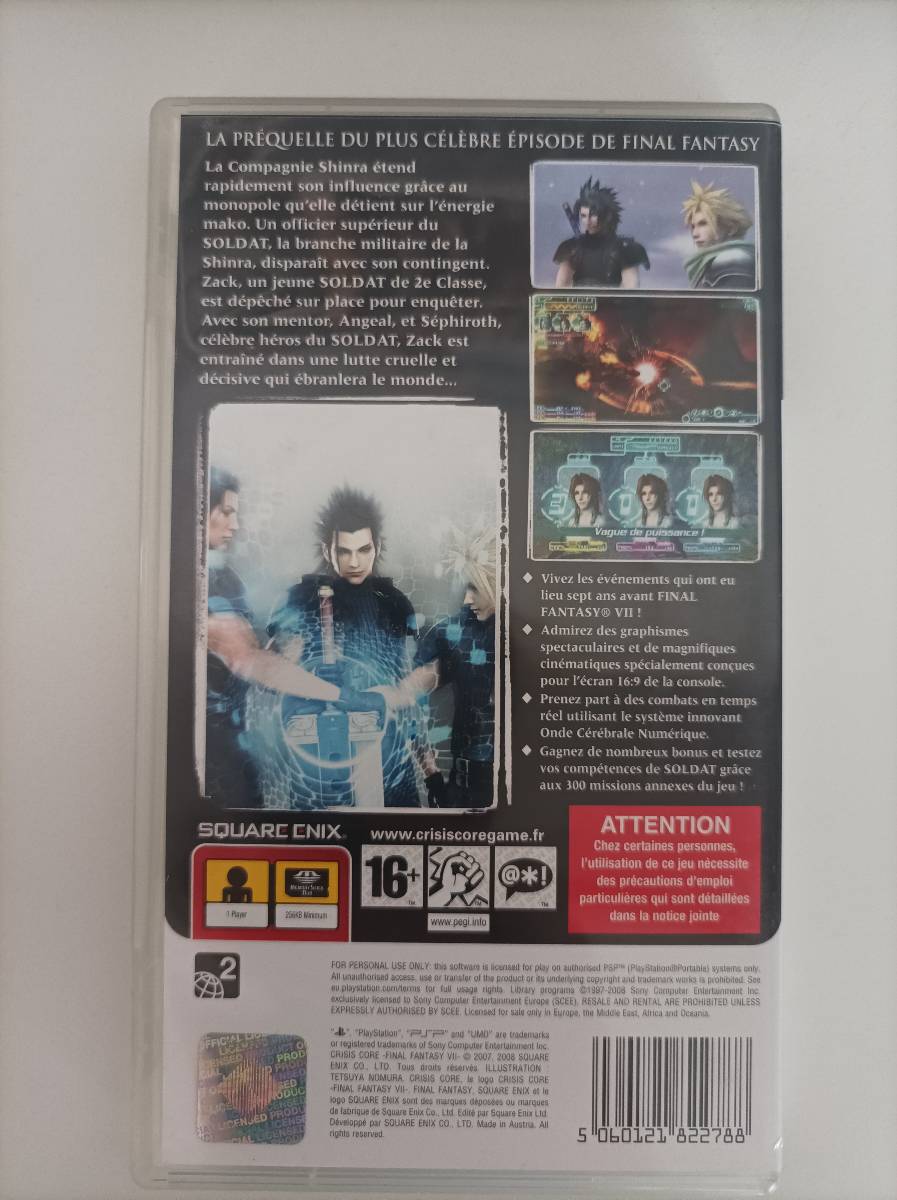 LA PRÉQUELLE DU PLUS CÉLÈBRE ÉPISODE DE FINAL FANTASY
La Compagnie Shinra étend
rapidement son influence grâce au
monopole qu'elle détient sur l'énergie
mako. Un officier supérieur du
SOLDAT, la branche militaire de la
Shinra, disparaît avec son contingent.
Zack, un jeune SOLDAT de 2e Classe,
est dépêché sur place pour enquêter.
Avec son mentor, Angeal, et Séphiroth,
célèbre héros du SOLDAT, Zack est
entraîné dans une lutte cruelle et
décisive qui ébranlera le monde...
Vague de puissance !
◆ Vivez les événements qui ont eu
lieu sept ans avant FINAL
FANTASY® VII !
◆ Admirez des graphismes
spectaculaires et de magnifiques
cinématiques spécialement conçues
pour l'écran 16:9 de la console.
◆ Prenez part à des combats en temps
réel utilisant le système innovant
Onde Cérébrale Numérique.
◆ Gagnez de nombreux bonus et testez
vos compétences de SOLDAT grâce
aux 300 missions annexes du jeu !
SQUARE ENIX
www.crisiscoregame.fr
ATTENTION
Chez certaines personnes,
l'utilisation de ce jeu nécessite
des précautions d'emploi
particulières qui sont détaillées
dans la notice jointe
1 Player
256KB Minimum
16+
@*!
www.pegi.info
2
FOR PERSONAL USE ONLY: this software is licensed for play on authorised PSP™ (PlayStation®Portable) systems only.
All unauthorised access, use or transfer of the product or its underlying copyright and trademark works is prohibited. See
eu.playstation.com/terms for full usage rights. Library programs ©1997-2008 Sony Computer Entertainment Inc.
exclusively licensed to Sony Computer Entertainment Europe (SCEE). RESALE AND RENTAL ARE PROHIBITED UNLESS
EXPRESSLY AUTHORISED BY SCEE. Licensed for sale only in Europe, the Middle East, Africa and Oceania.
"PlayStation", "PSP" and "UMD" are trademarks
or registered trademarks of Sony Computer Entertainment Inc.
CRISIS CORE -FINAL FANTASY VII- © 2007, 2008 SQUARE
ENIX CO., LTD. Tous droits réservés. ILLUSTRATION :
TETSUYA NOMURA. CRISIS CORE, le logo CRISIS CORE
-FINAL FANTASY VII-, FINAL FANTASY, SQUARE ENIX et le
logo SQUARE ENIX sont des marques déposées ou marques
de fabrique de Square Enix Co., Ltd. Edité par Square Enix Ltd.
Développé par SQUARE ENIX CO., LTD. Made in Austria. All
rights reserved.
5 060121 822788